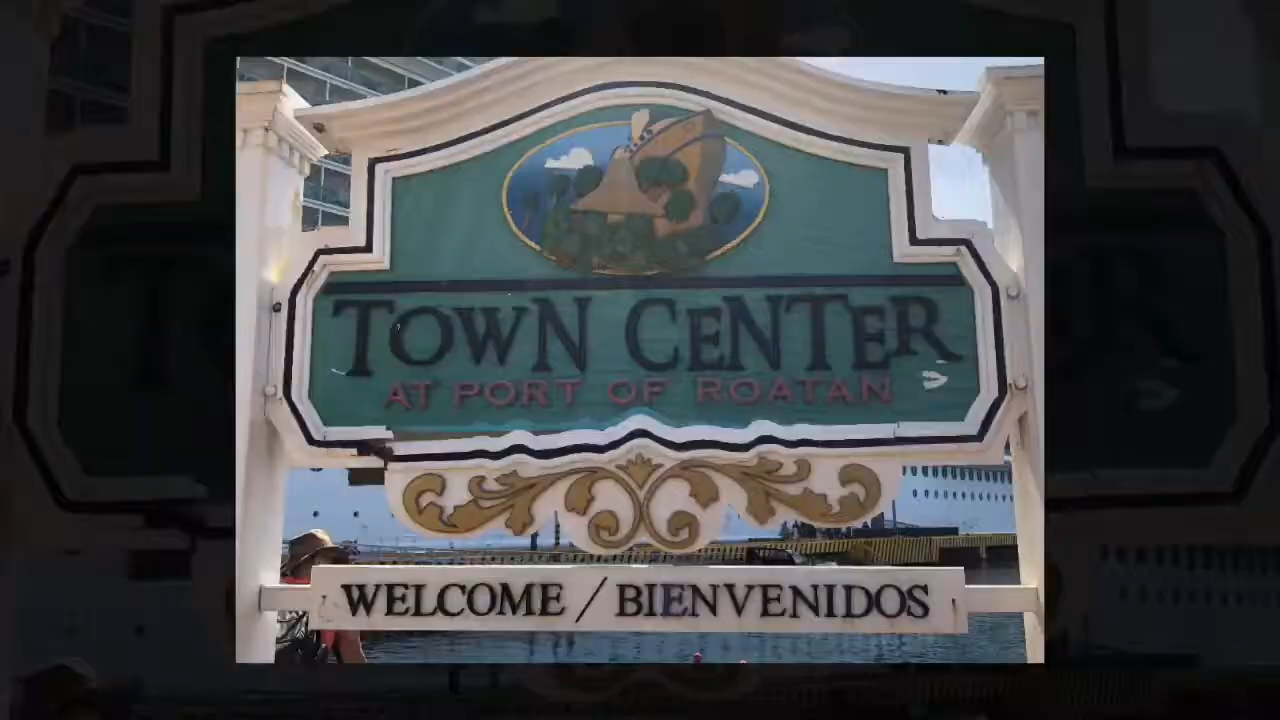 TOWN CENTER
AT PORT OF ROATAN
WELCOME / BIENVENIDOS